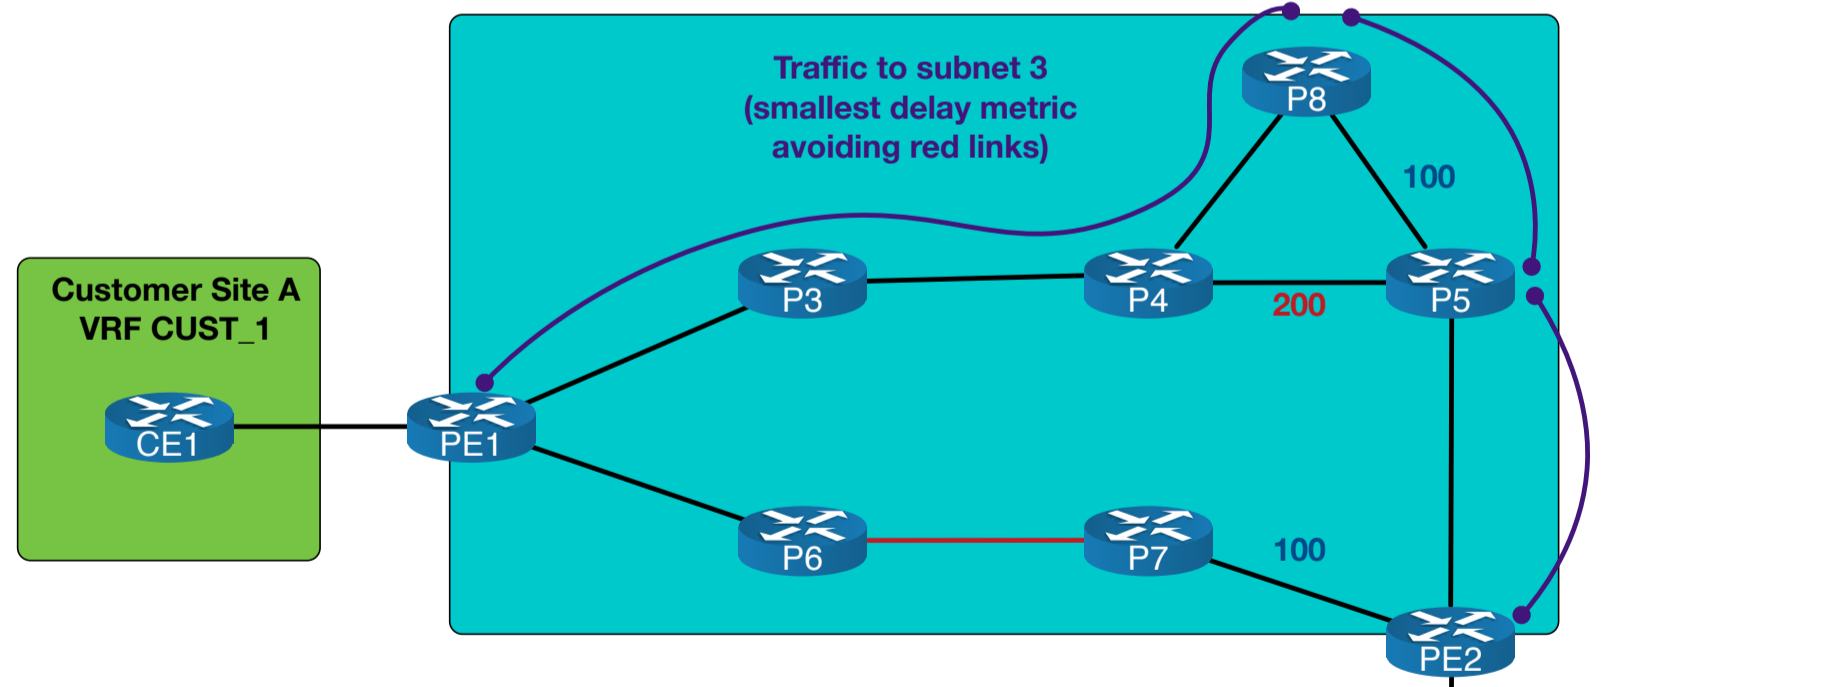 Traffic to subnet 3
(smallest delay metric
avoiding red links)
P8
100
Customer Site A
VRF CUST_1
P3
P4
200
P5
CE1
PE1
P6
P7
100
PE2